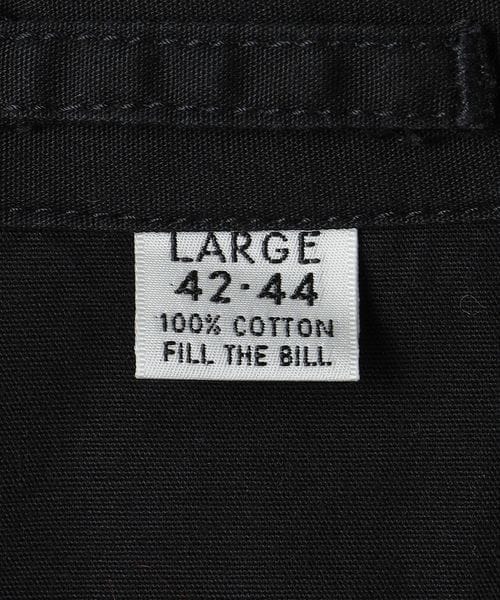 LARGE
42-44
100% COTTON
FILL THE BILL